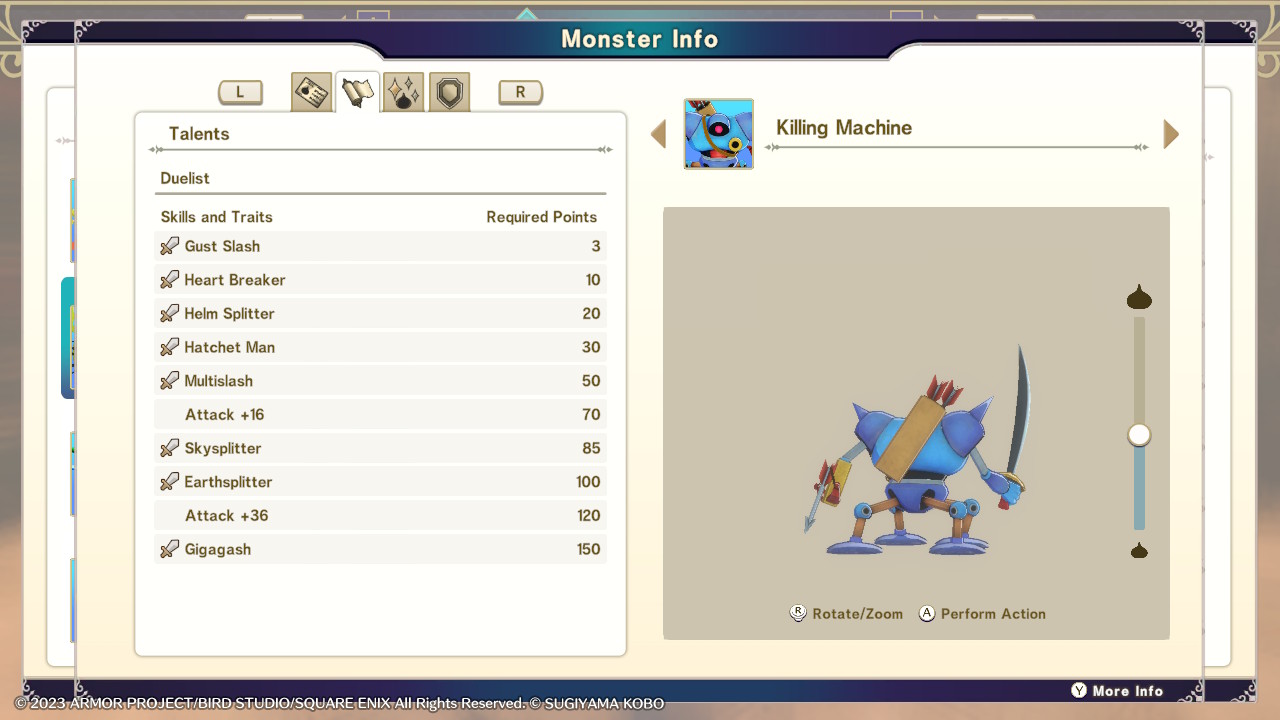 Monster Info
L
R
Talents
Duelist
Skills and Traits Required Points
Gust Slash 3
Heart Breaker 10
Helm Splitter 20
Hatchet Man 30
Multislash 50
Attack +16 70
Skysplitter 85
Earthsplitter 100
Attack +36 120
Gigagash 150
Killing Machine
R Rotate/Zoom A Perform Action
Y More Info
© 2023 ARMOR PROJECT/BIRD STUDIO/SQUARE ENIX All Rights Reserved. © SUGIYAMA KOBO